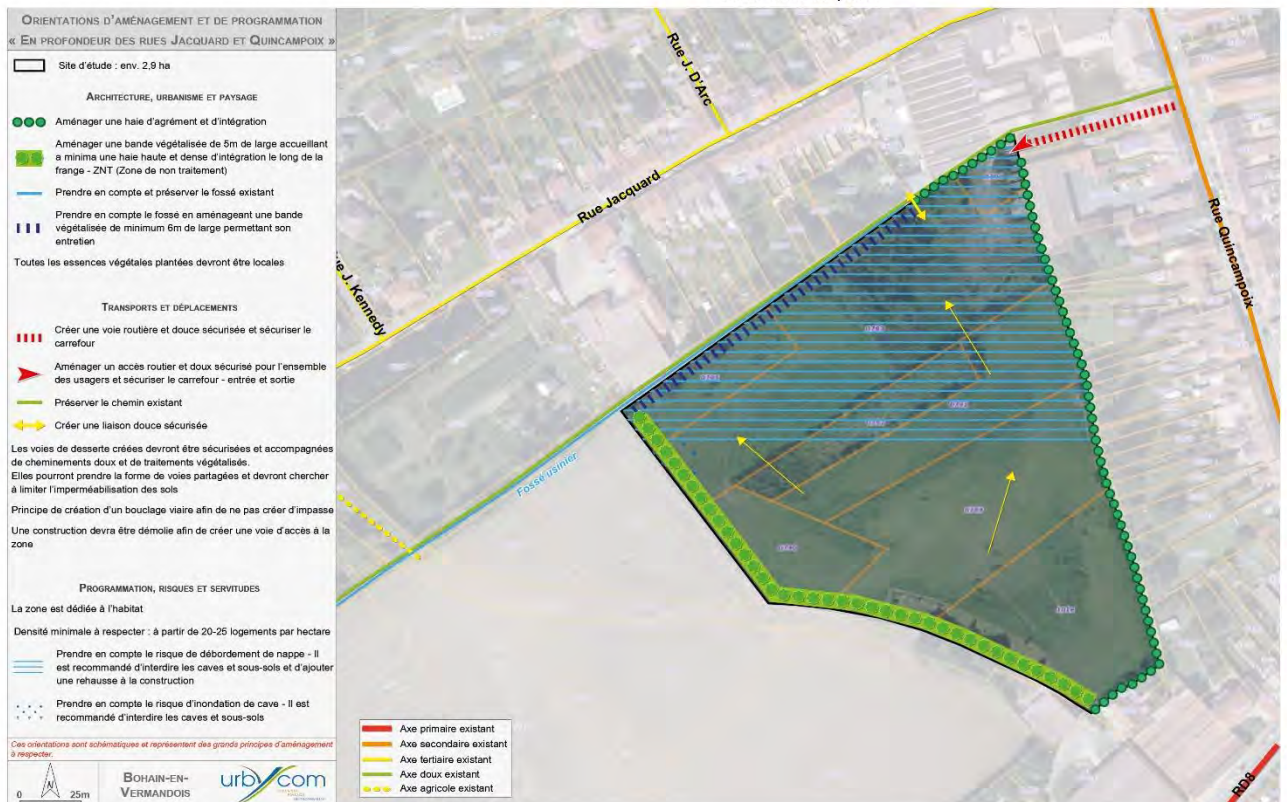 ORIENTATIONS D'AMÉNAGEMENT ET DE PROGRAMMATION
« EN PROFONDEUR DES RUES JACQUARD ET QUINCAMPOIX »
Site d'étude : env. 2,9 ha
ARCHITECTURE, URBANISME ET PAYSAGE
Aménager une haie d'agrément et d'intégration
Aménager une bande végétalisée de 5m de large accueillant
a minima une haie haute et dense d'intégration le long de la
frange - ZNT (Zone de non traitement)
Prendre en compte et préserver le fossé existant
Prendre en compte le fossé en aménageant une bande
végétalisée de minimum 6m de large permettant son
entretien
Toutes les essences végétales plantées devront être locales
TRANSPORTS ET DÉPLACEMENTS
Créer une voie routière et douce sécurisée et sécuriser le
carrefour
Aménager un accès routier et doux sécurisé pour l'ensemble
des usagers et sécuriser le carrefour - entrée et sortie
Préserver le chemin existant
Créer une liaison douce sécurisée
Les voies de desserte créées devront être sécurisées et accompagnées
de cheminements doux et de traitements végétalisés.
Elles pourront prendre la forme de voies partagées et devront chercher
à limiter l'imperméabilisation des sols
Principe de création d'un bouclage viaire afin de ne pas créer d'impasse
Une construction devra être démolie afin de créer une voie d'accès à la
zone
PROGRAMMATION, RISQUES ET SERVITUDES
La zone est dédiée à l'habitat
Densité minimale à respecter : à partir de 20-25 logements par hectare
Prendre en compte le risque de débordement de nappe - Il
est recommandé d'interdire les caves et sous-sols et d'ajouter
une rehausse à la construction
Prendre en compte le risque d'inondation de cave - Il est
recommandé d'interdire les caves et sous-sols
Ces orientations sont schématiques et représentent des grands principes d'aménagement
à respecter.
0 25m
BOHAIN-EN-
VERMANDOIS
urbycom
Rue J. D'Arc
Rue Jacquard
Rue Quincampoix
J. Kennedy
Fossé usinier
RD8
Axe primaire existant
Axe secondaire existant
Axe tertiaire existant
Axe doux existant
Axe agricole existant